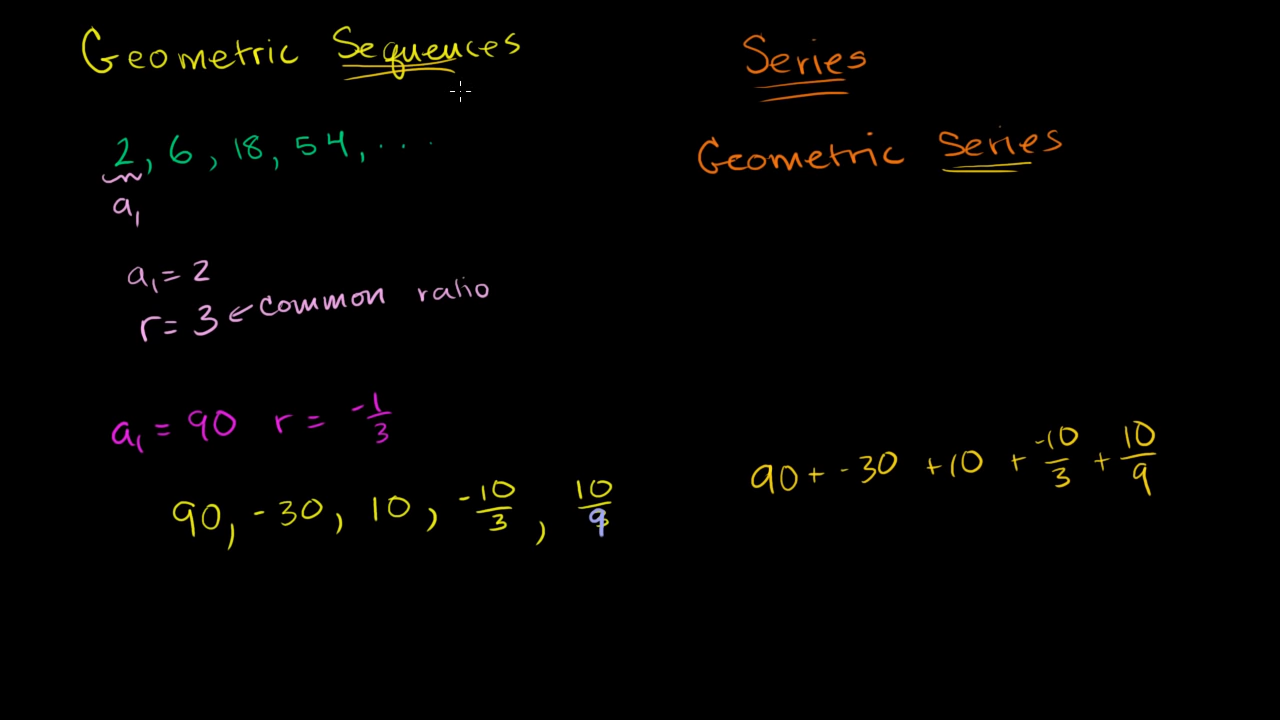 Geometric Sequences
2, 6, 18, 54, ...
a₁
a₁ = 2
r = 3 ← common ratio
a₁ = 90 r = -1/3
90, -30, 10, -10/3, 10/9
Series
Geometric Series
90 + -30 + 10 + -10/3 + 10/9